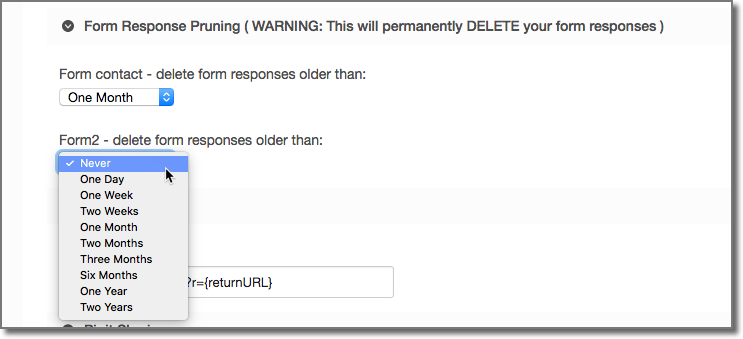 Form Response Pruning ( WARNING: This will permanently DELETE your form responses )
Form contact - delete form responses older than:
One Month
Form2 - delete form responses older than:
✓ Never
One Day
One Week
Two Weeks
One Month
Two Months
Three Months
Six Months
?r={returnURL}
One Year
Two Years